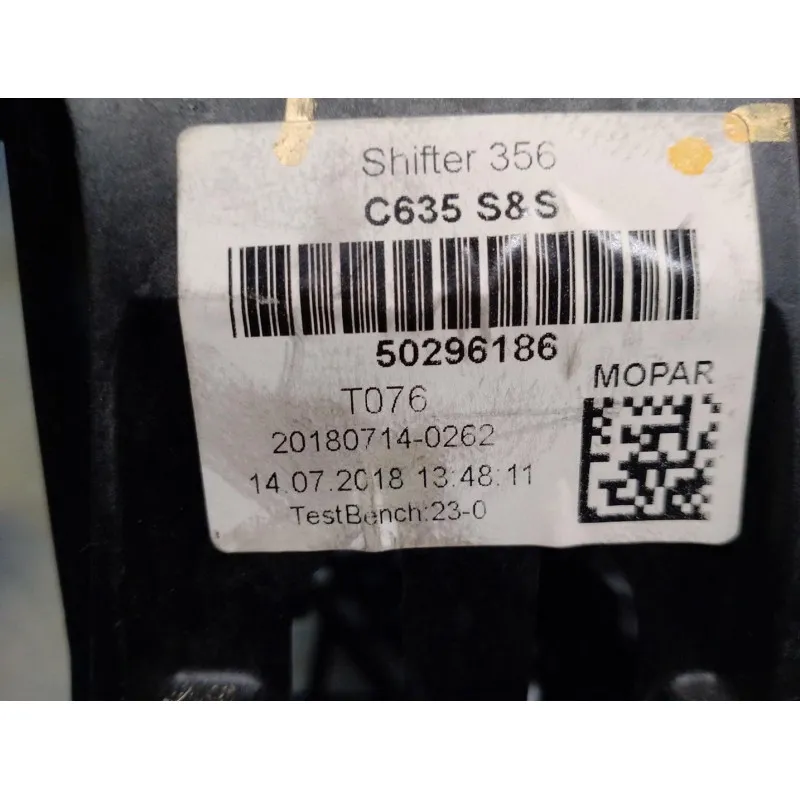 Shifter 356
C635 S&S
50296186
MOPAR
T076
20180714-0262
14.07.2018 13:48:11
TestBench:23-0